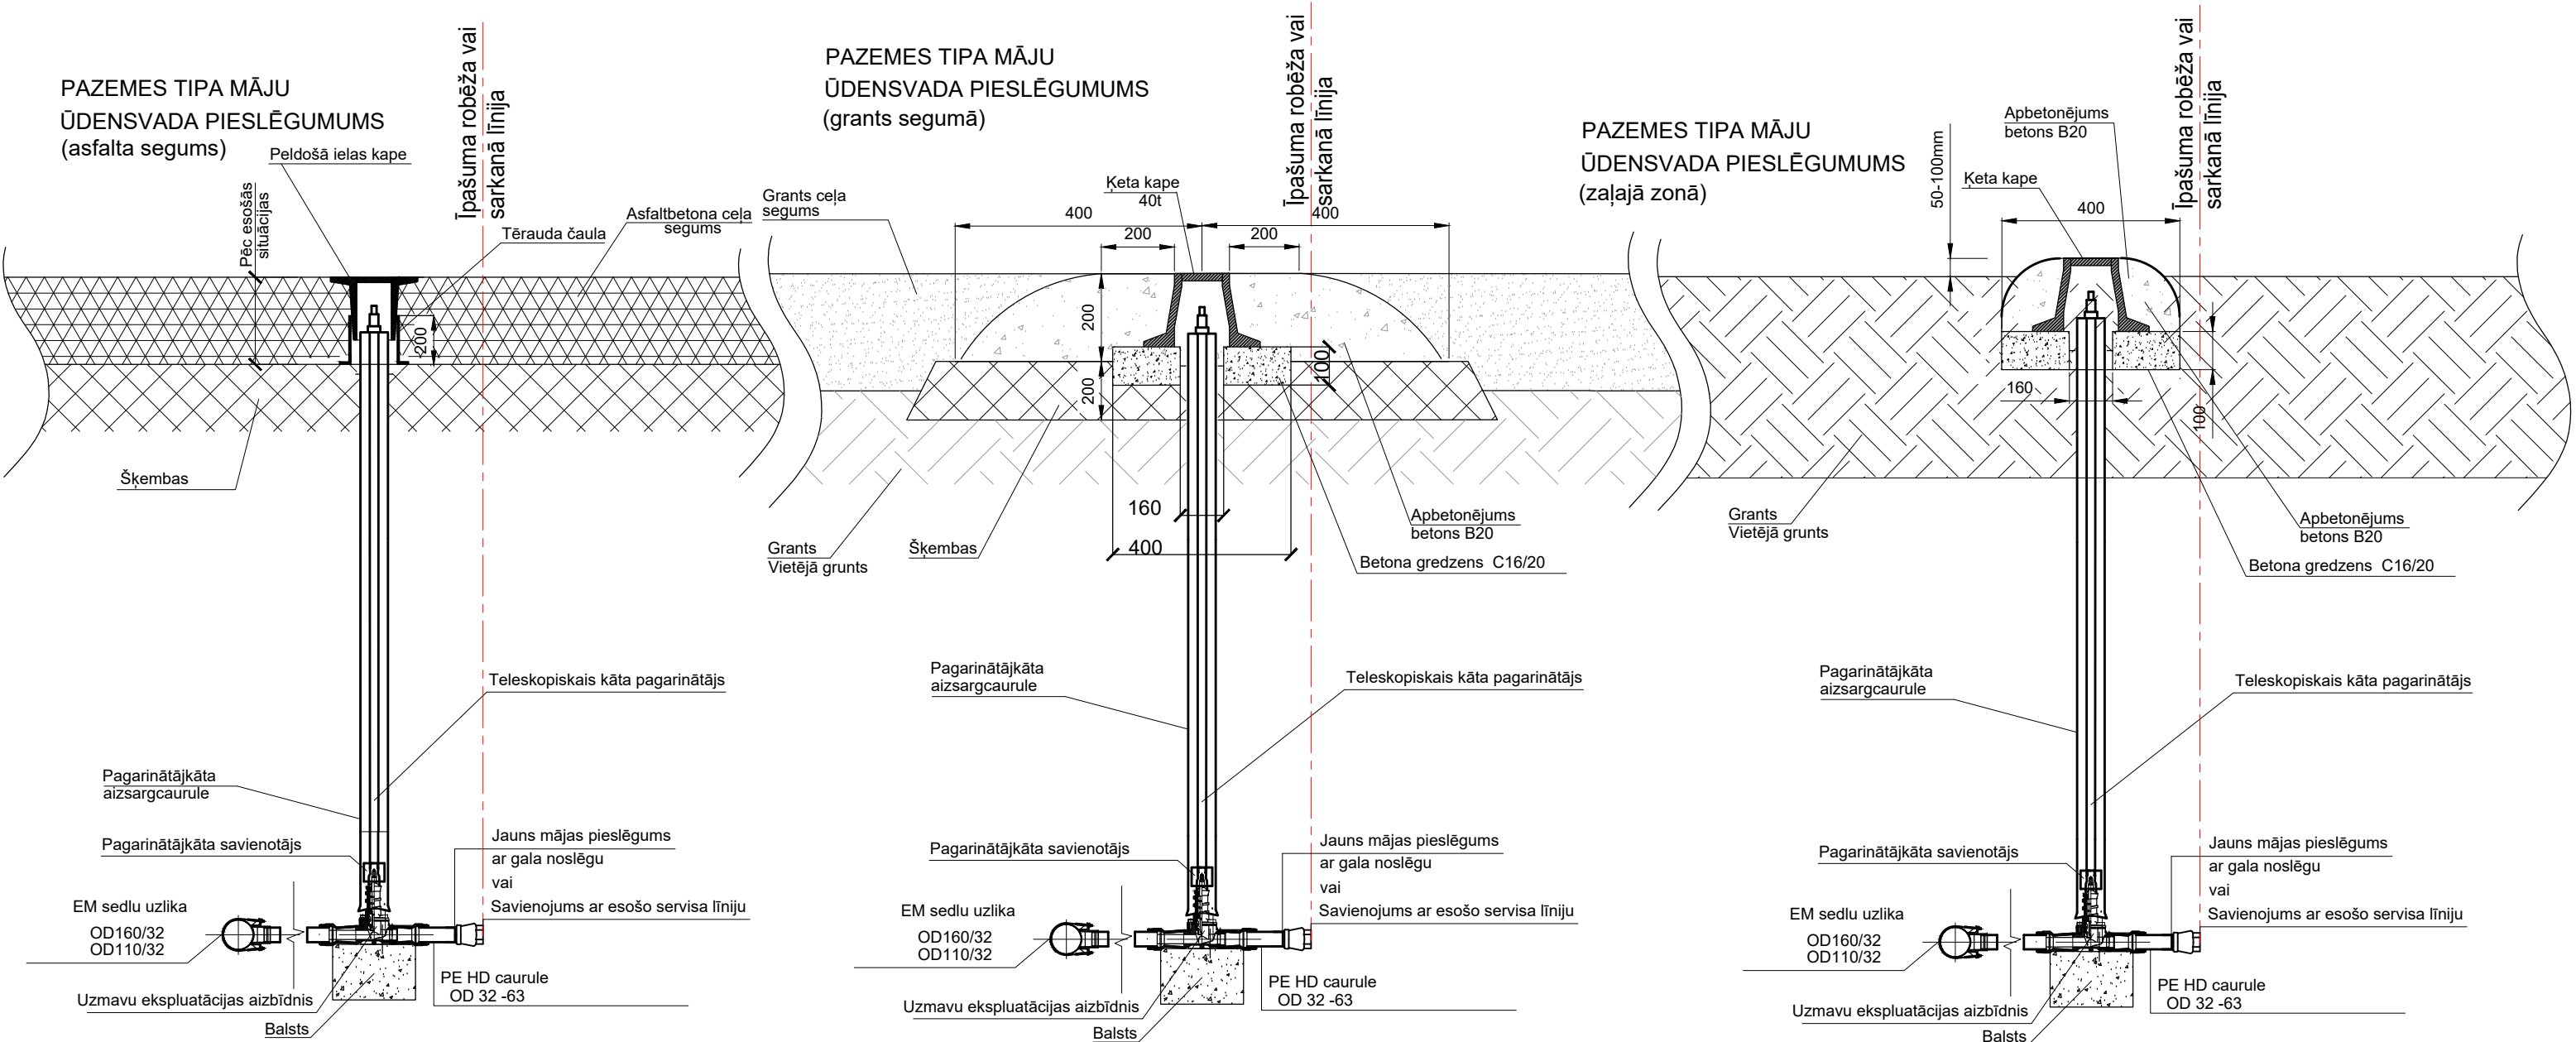 PAZEMES TIPA MĀJU
ŪDENSVADA PIESLĒGUMUMS
(asfalta segums)
Peldošā ielas kape
Īpašuma robēža vai
sarkanā līnija
Pēc esošās
situācijas
Tērauda čaula
Asfaltbetona ceļa
segums
200
Šķembas
Teleskopiskais kāta pagarinātājs
Pagarinātājkāta
aizsargcaurule
Pagarinātājkāta savienotājs
Jauns mājas pieslēgums
ar gala noslēgu
vai
Savienojums ar esošo servisa līniju
EM sedlu uzlika
OD160/32
OD110/32
PE HD caurule
OD 32 -63
Uzmavu ekspluatācijas aizbīdnis
Balsts
PAZEMES TIPA MĀJU
ŪDENSVADA PIESLĒGUMUMS
(grants segumā)
Īpašuma robēža vai
sarkanā līnija
Grants ceļa
segums
Ķeta kape
40t
400
400
200
200
200
200
100
160
400
Grants
Vietējā grunts
Šķembas
Apbetonējums
betons B20
Betona gredzens C16/20
Pagarinātājkāta
aizsargcaurule
Teleskopiskais kāta pagarinātājs
Pagarinātājkāta savienotājs
Jauns mājas pieslēgums
ar gala noslēgu
vai
Savienojums ar esošo servisa līniju
EM sedlu uzlika
OD160/32
OD110/32
PE HD caurule
OD 32 -63
Uzmavu ekspluatācijas aizbīdnis
Balsts
PAZEMES TIPA MĀJU
ŪDENSVADA PIESLĒGUMUMS
(zaļajā zonā)
Īpašuma robēža vai
sarkanā līnija
Apbetonējums
betons B20
50-100mm
Ķeta kape
400
160
100
Grants
Vietējā grunts
Apbetonējums
betons B20
Betona gredzens C16/20
Pagarinātājkāta
aizsargcaurule
Teleskopiskais kāta pagarinātājs
Pagarinātājkāta savienotājs
Jauns mājas pieslēgums
ar gala noslēgu
vai
Savienojums ar esošo servisa līniju
EM sedlu uzlika
OD160/32
OD110/32
PE HD caurule
OD 32 -63
Uzmavu ekspluatācijas aizbīdnis
Balsts